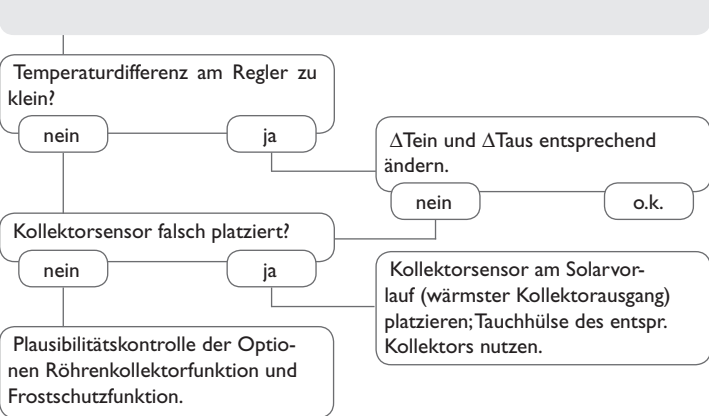 Temperaturdifferenz am Regler zu
klein?
nein
ja
ΔTein und ΔTaus entsprechend
ändern.
nein
o.k.
Kollektorsensor falsch platziert?
nein
ja
Kollektorsensor am Solarvor-
lauf (wärmster Kollektorausgang)
platzieren; Tauchhülse des entspr.
Kollektors nutzen.
Plausibilitätskontrolle der Optio-
nen Röhrenkollektorfunktion und
Frostschutzfunktion.